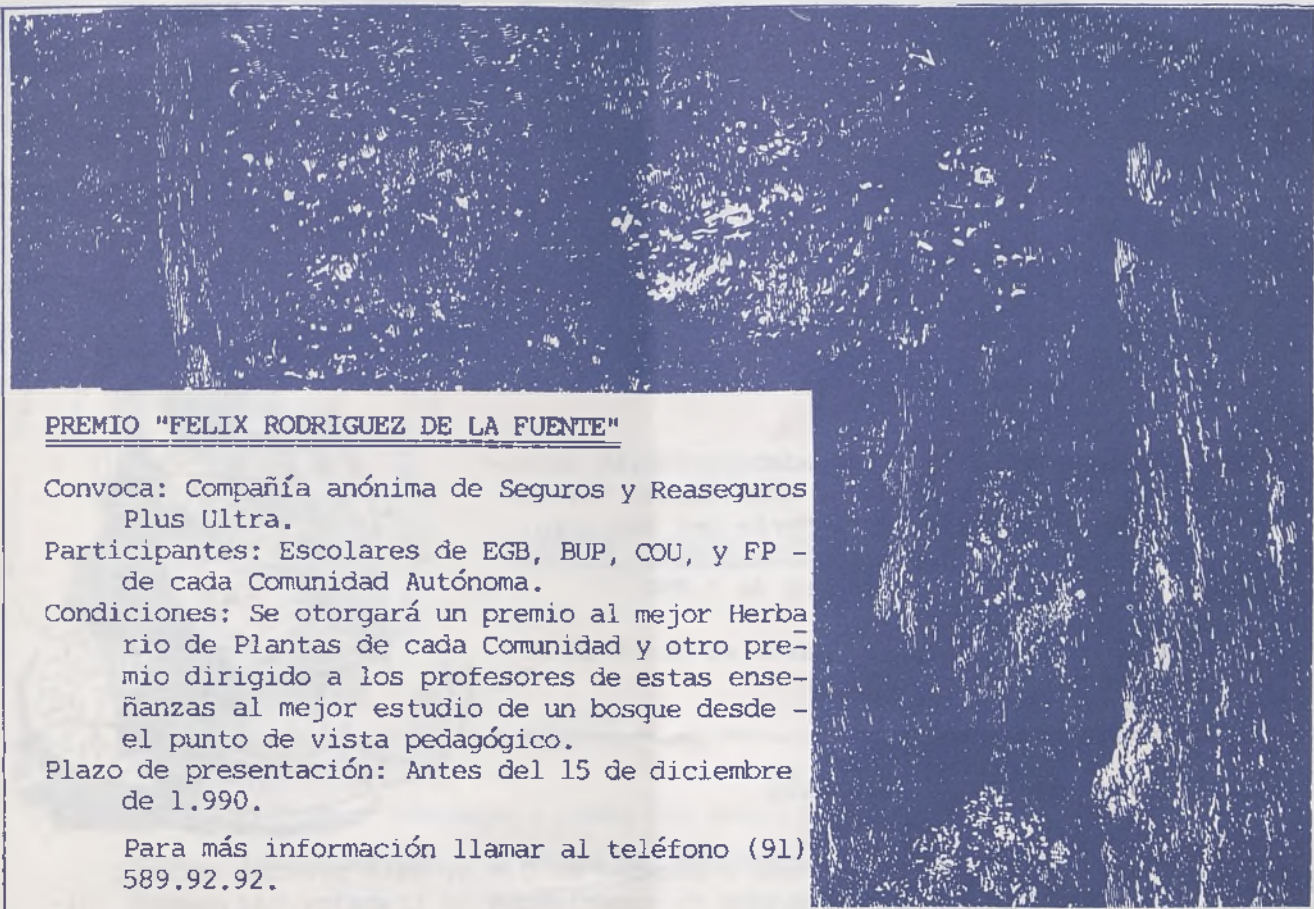 PREMIO "FELIX RODRIGUEZ DE LA FUENTE"
Convoca: Compañía anónima de Seguros y Reaseguros
Plus Ultra.
Participantes: Escolares de EGB, BUP, COU, y FP -
de cada Comunidad Autónoma.
Condiciones: Se otorgará un premio al mejor Herba
rio de Plantas de cada Comunidad y otro pre-
mio dirigido a los profesores de estas ense-
ñanzas al mejor estudio de un bosque desde -
el punto de vista pedagógico.
Plazo de presentación: Antes del 15 de diciembre
de 1.990.
Para más información llamar al teléfono (91)
589.92.92.